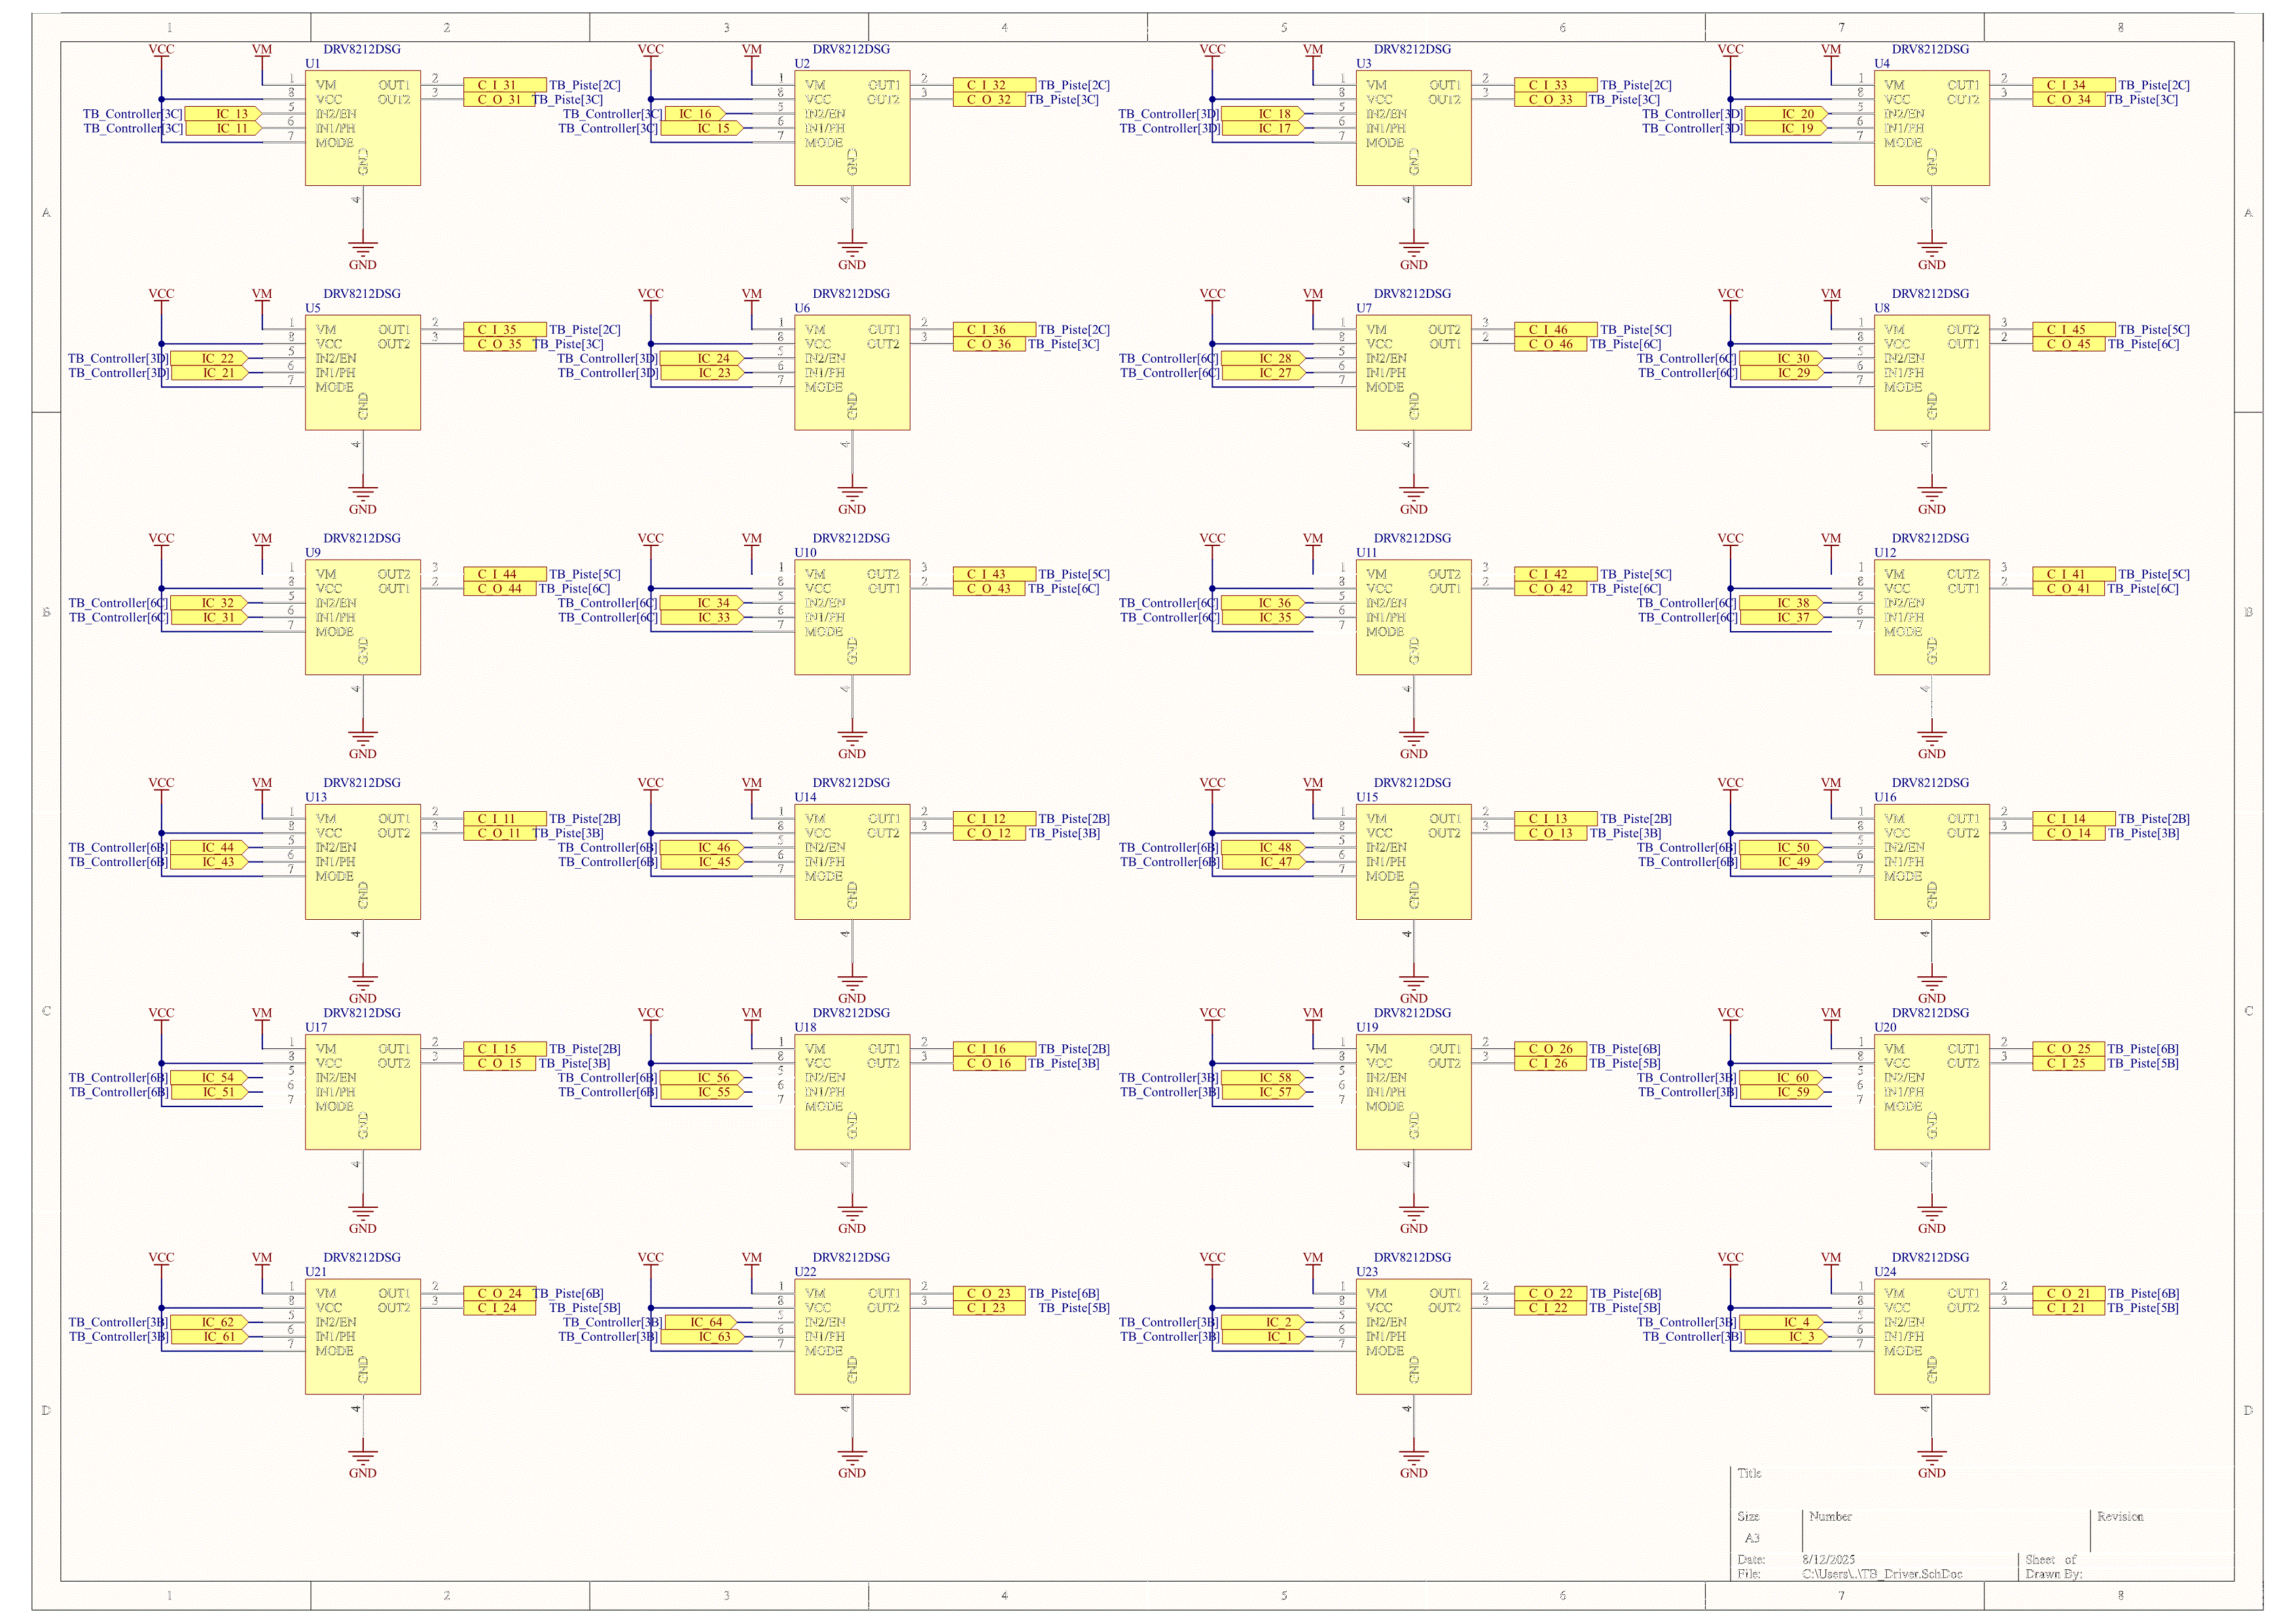 1 2 3 4 5 6 7 8
VCC VM DRV8212DSG VCC VM DRV8212DSG VCC VM DRV8212DSG VCC VM DRV8212DSG
U1 U2 U3 U4
1 VM OUT1 2 C_I_31 TB_Piste[2C] 1 VM OUT1 2 C_I_32 TB_Piste[2C] 1 VM OUT1 2 C_I_33 TB_Piste[2C] 1 VM OUT1 2 C_I_34 TB_Piste[2C]
8 VCC OUT2 3 C_O_31 TB_Piste[3C] 8 VCC OUT2 3 C_O_32 TB_Piste[3C] 8 VCC OUT2 3 C_O_33 TB_Piste[3C] 8 VCC OUT2 3 C_O_34 TB_Piste[3C]
TB_Controller[3C] IC_13 5 IN2/EN TB_Controller[3C] IC_16 5 IN2/EN TB_Controller[3D] IC_18 5 IN2/EN TB_Controller[3D] IC_20 5 IN2/EN
TB_Controller[3C] IC_11 6 IN1/PH TB_Controller[3C] IC_15 6 IN1/PH TB_Controller[3D] IC_17 6 IN1/PH TB_Controller[3D] IC_19 6 IN1/PH
7 MODE 7 MODE 7 MODE 7 MODE
GND GND GND GND
4 4 4 4
A A
GND GND GND GND
VCC VM DRV8212DSG VCC VM DRV8212DSG VCC VM DRV8212DSG VCC VM DRV8212DSG
U5 U6 U7 U8
1 VM OUT1 2 C_I_35 TB_Piste[2C] 1 VM OUT1 2 C_I_36 TB_Piste[2C] 1 VM OUT2 3 C_I_46 TB_Piste[5C] 1 VM OUT2 3 C_I_45 TB_Piste[5C]
8 VCC OUT2 3 C_O_35 TB_Piste[3C] 8 VCC OUT2 3 C_O_36 TB_Piste[3C] 8 VCC OUT1 2 C_O_46 TB_Piste[6C] 8 VCC OUT1 2 C_O_45 TB_Piste[6C]
TB_Controller[3D] IC_22 5 IN2/EN TB_Controller[3D] IC_24 5 IN2/EN TB_Controller[6C] IC_28 5 IN2/EN TB_Controller[6C] IC_30 5 IN2/EN
TB_Controller[3D] IC_21 6 IN1/PH TB_Controller[3D] IC_23 6 IN1/PH TB_Controller[6C] IC_27 6 IN1/PH TB_Controller[6C] IC_29 6 IN1/PH
7 MODE 7 MODE 7 MODE 7 MODE
GND GND GND GND
4 4 4 4
GND GND GND GND
VCC VM DRV8212DSG VCC VM DRV8212DSG VCC VM DRV8212DSG VCC VM DRV8212DSG
U9 U10 U11 U12
1 VM OUT2 3 C_I_44 TB_Piste[5C] 1 VM OUT2 3 C_I_43 TB_Piste[5C] 1 VM OUT2 3 C_I_42 TB_Piste[5C] 1 VM OUT2 3 C_I_41 TB_Piste[5C]
8 VCC OUT1 2 C_O_44 TB_Piste[6C] 8 VCC OUT1 2 C_O_43 TB_Piste[6C] 8 VCC OUT1 2 C_O_42 TB_Piste[6C] 8 VCC OUT1 2 C_O_41 TB_Piste[6C]
TB_Controller[6C] IC_32 5 IN2/EN TB_Controller[6C] IC_34 5 IN2/EN TB_Controller[6C] IC_36 5 IN2/EN TB_Controller[6C] IC_38 5 IN2/EN
B B
TB_Controller[6C] IC_31 6 IN1/PH TB_Controller[6C] IC_33 6 IN1/PH TB_Controller[6C] IC_35 6 IN1/PH TB_Controller[6C] IC_37 6 IN1/PH
7 MODE 7 MODE 7 MODE 7 MODE
GND GND GND GND
4 4 4 4
GND GND GND GND
VCC VM DRV8212DSG VCC VM DRV8212DSG VCC VM DRV8212DSG VCC VM DRV8212DSG
U13 U14 U15 U16
1 VM OUT1 2 C_I_11 TB_Piste[2B] 1 VM OUT1 2 C_I_12 TB_Piste[2B] 1 VM OUT1 2 C_I_13 TB_Piste[2B] 1 VM OUT1 2 C_I_14 TB_Piste[2B]
8 VCC OUT2 3 C_O_11 TB_Piste[3B] 8 VCC OUT2 3 C_O_12 TB_Piste[3B] 8 VCC OUT2 3 C_O_13 TB_Piste[3B] 8 VCC OUT2 3 C_O_14 TB_Piste[3B]
TB_Controller[6B] IC_44 5 IN2/EN TB_Controller[6B] IC_46 5 IN2/EN TB_Controller[6B] IC_48 5 IN2/EN TB_Controller[6B] IC_50 5 IN2/EN
TB_Controller[6B] IC_43 6 IN1/PH TB_Controller[6B] IC_45 6 IN1/PH TB_Controller[6B] IC_47 6 IN1/PH TB_Controller[6B] IC_49 6 IN1/PH
7 MODE 7 MODE 7 MODE 7 MODE
GND GND GND GND
4 4 4 4
GND GND GND GND
C C
VCC VM DRV8212DSG VCC VM DRV8212DSG VCC VM DRV8212DSG VCC VM DRV8212DSG
U17 U18 U19 U20
1 VM OUT1 2 C_I_15 TB_Piste[2B] 1 VM OUT1 2 C_I_16 TB_Piste[2B] 1 VM OUT1 2 C_O_26 TB_Piste[6B] 1 VM OUT1 2 C_O_25 TB_Piste[6B]
8 VCC OUT2 3 C_O_15 TB_Piste[3B] 8 VCC OUT2 3 C_O_16 TB_Piste[3B] 8 VCC OUT2 3 C_I_26 TB_Piste[5B] 8 VCC OUT2 3 C_I_25 TB_Piste[5B]
TB_Controller[6B] IC_54 5 IN2/EN TB_Controller[6B] IC_56 5 IN2/EN TB_Controller[3B] IC_58 5 IN2/EN TB_Controller[3B] IC_60 5 IN2/EN
TB_Controller[6B] IC_51 6 IN1/PH TB_Controller[6B] IC_55 6 IN1/PH TB_Controller[3B] IC_57 6 IN1/PH TB_Controller[3B] IC_59 6 IN1/PH
7 MODE 7 MODE 7 MODE 7 MODE
GND GND GND GND
4 4 4 4
GND GND GND GND
VCC VM DRV8212DSG VCC VM DRV8212DSG VCC VM DRV8212DSG VCC VM DRV8212DSG
U21 U22 U23 U24
1 VM OUT1 2 C_O_24 TB_Piste[6B] 1 VM OUT1 2 C_O_23 TB_Piste[6B] 1 VM OUT1 2 C_O_22 TB_Piste[6B] 1 VM OUT1 2 C_O_21 TB_Piste[6B]
8 VCC OUT2 3 C_I_24 TB_Piste[5B] 8 VCC OUT2 3 C_I_23 TB_Piste[5B] 8 VCC OUT2 3 C_I_22 TB_Piste[5B] 8 VCC OUT2 3 C_I_21 TB_Piste[5B]
TB_Controller[3B] IC_62 5 IN2/EN TB_Controller[3B] IC_64 5 IN2/EN TB_Controller[3B] IC_2 5 IN2/EN TB_Controller[3B] IC_4 5 IN2/EN
TB_Controller[3B] IC_61 6 IN1/PH TB_Controller[3B] IC_63 6 IN1/PH TB_Controller[3B] IC_1 6 IN1/PH TB_Controller[3B] IC_3 6 IN1/PH
7 MODE 7 MODE 7 MODE 7 MODE
GND GND GND GND
4 4 4 4
D D
GND GND GND GND
Title
Size Number Revision
A3
Date: 8/12/2025 Sheet of
File: C:\Users\..\TB_Driver.SchDoc Drawn By:
1 2 3 4 5 6 7 8